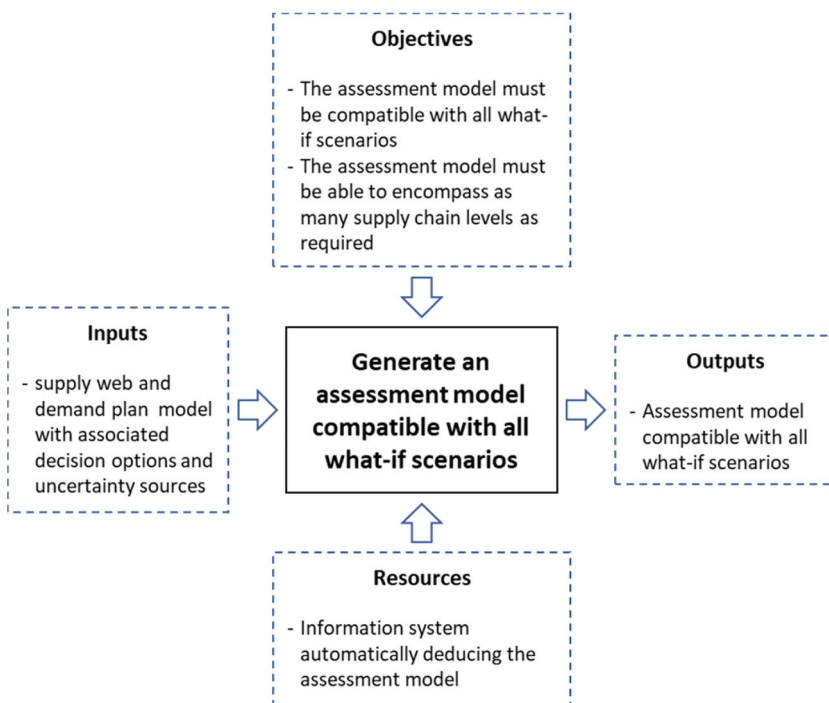 Objectives
- The assessment model must
be compatible with all what-
if scenarios
- The assessment model must
be able to encompass as
many supply chain levels as
required
Inputs
- supply web and
demand plan model
with associated
decision options and
uncertainty sources
Generate an
assessment model
compatible with all
what-if scenarios
Outputs
- Assessment model
compatible with all
what-if scenarios
Resources
- Information system
automatically deducing the
assessment model